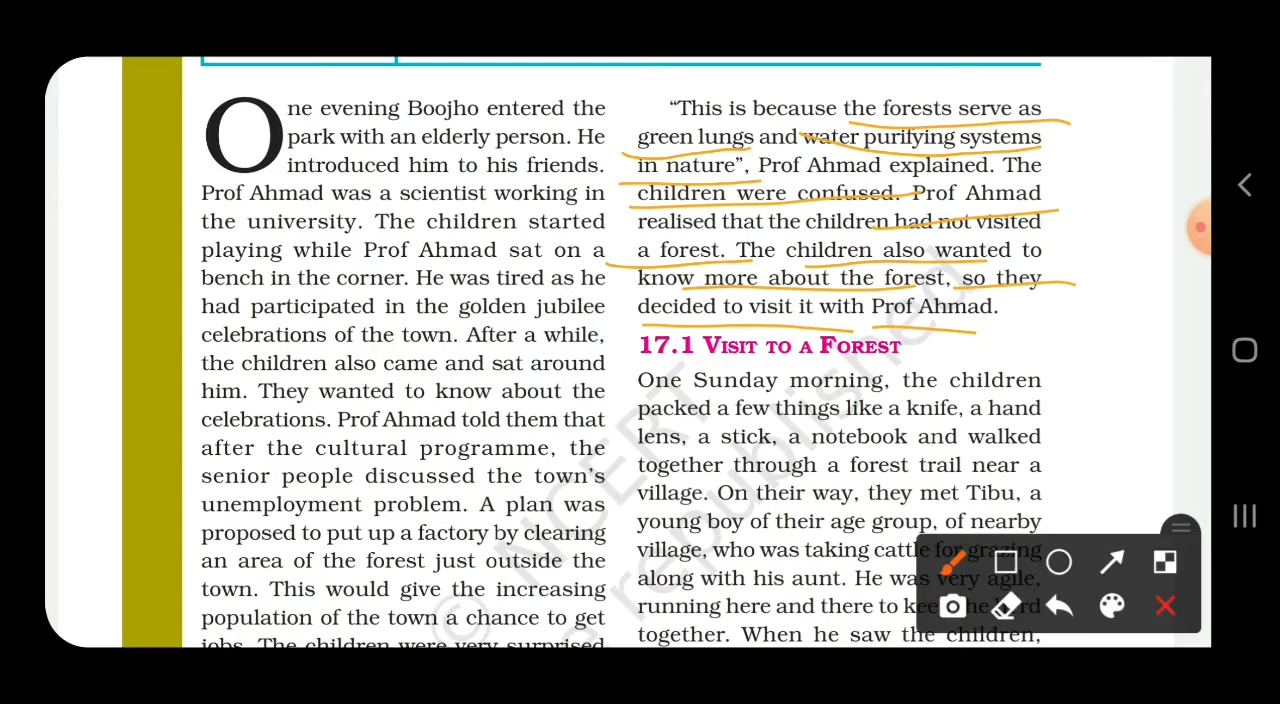 One evening Boojho entered the
park with an elderly person. He
introduced him to his friends.
Prof Ahmad was a scientist working in
the university. The children started
playing while Prof Ahmad sat on a
bench in the corner. He was tired as he
had participated in the golden jubilee
celebrations of the town. After a while,
the children also came and sat around
him. They wanted to know about the
celebrations. Prof Ahmad told them that
after the cultural programme, the
senior people discussed the town's
unemployment problem. A plan was
proposed to put up a factory by clearing
an area of the forest just outside the
town. This would give the increasing
population of the town a chance to get
jobs. The children were very surprised
“This is because the forests serve as
green lungs and water purifying systems
in nature”, Prof Ahmad explained. The
children were confused. Prof Ahmad
realised that the children had not visited
a forest. The children also wanted to
know more about the forest, so they
decided to visit it with Prof Ahmad.
17.1 VISIT TO A FOREST
One Sunday morning, the children
packed a few things like a knife, a hand
lens, a stick, a notebook and walked
together through a forest trail near a
village. On their way, they met Tibu, a
young boy of their age group, of nearby
village, who was taking cattle for grazing
along with his aunt. He was very agile,
running here and there to keep the herd
together. When he saw the children,
© NCERT
republished